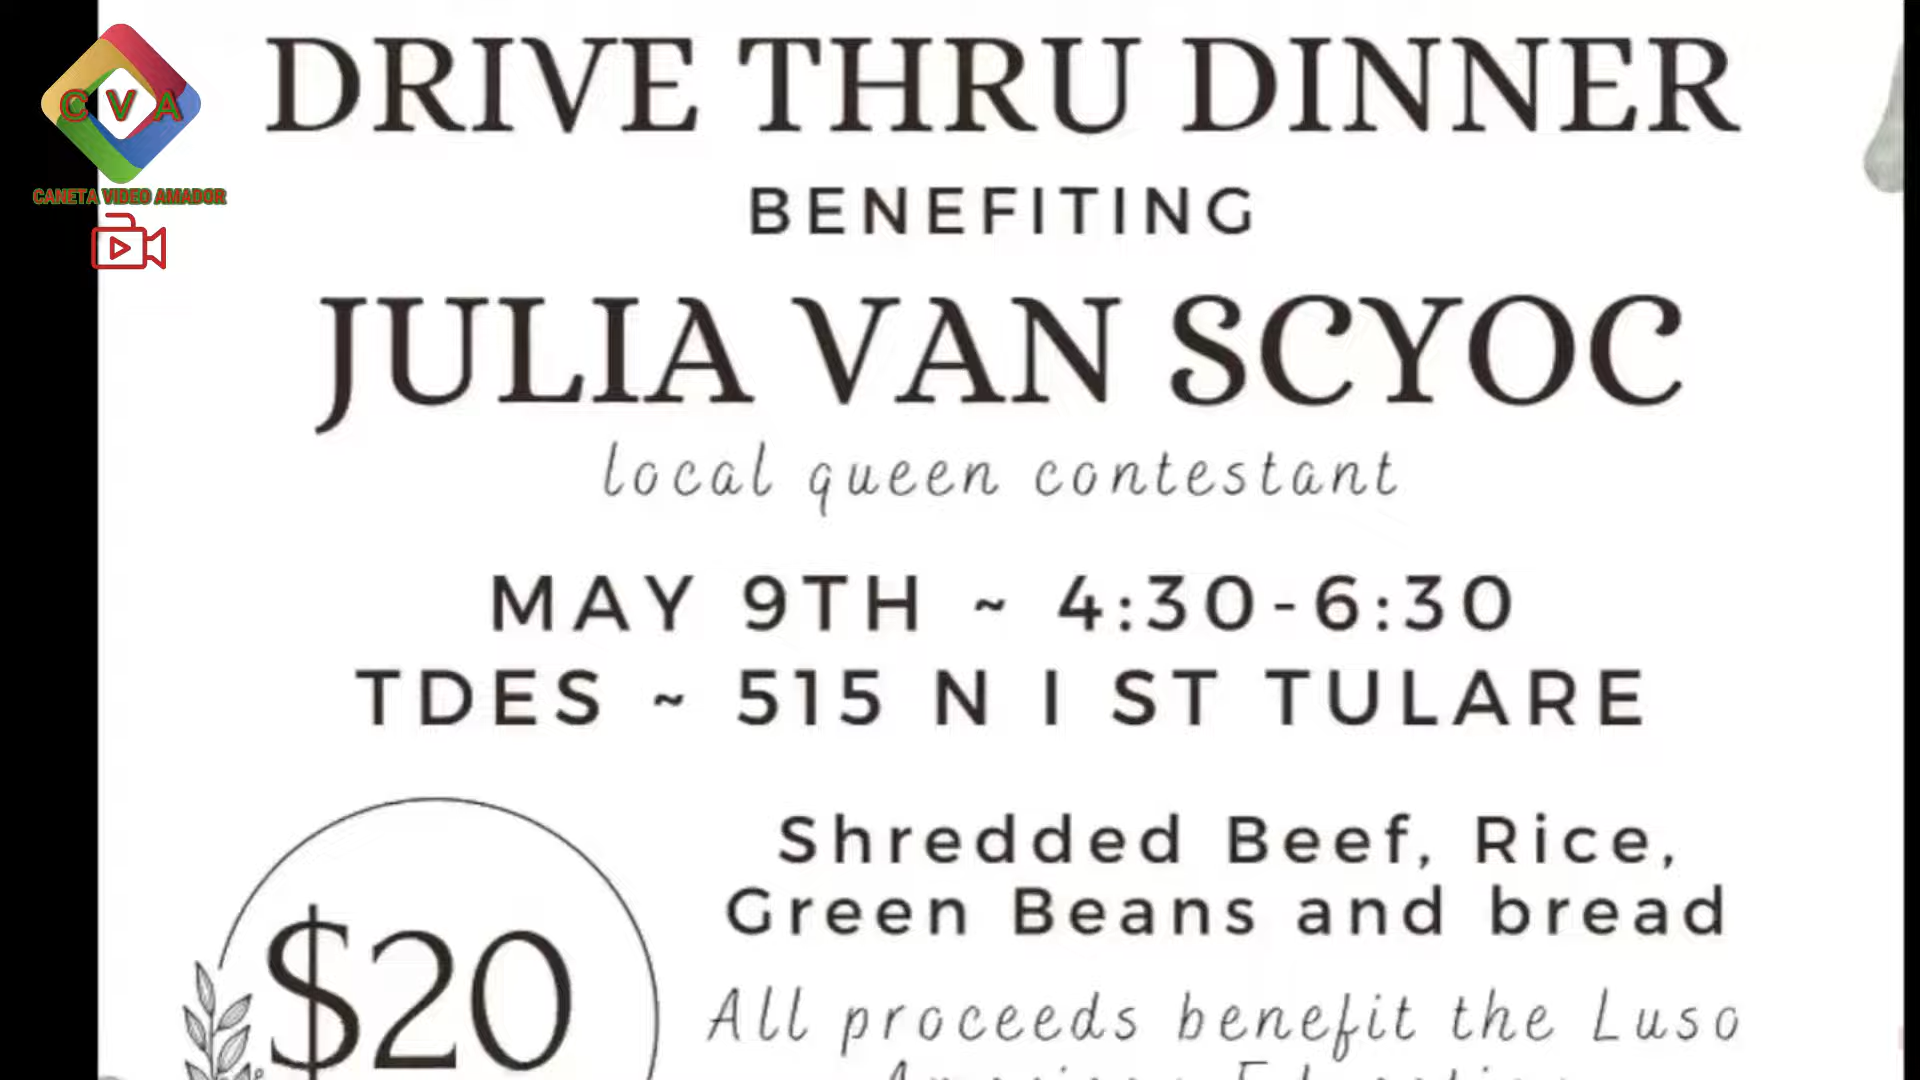 DRIVE THRU DINNER
C V A
CANETA VIDEO AMADOR
BENEFITING
JULIA VAN SCYOC
local queen contestant
MAY 9TH ~ 4:30-6:30
TDES ~ 515 N I ST TULARE
Shredded Beef, Rice,
Green Beans and bread
$20
All proceeds benefit the Luso